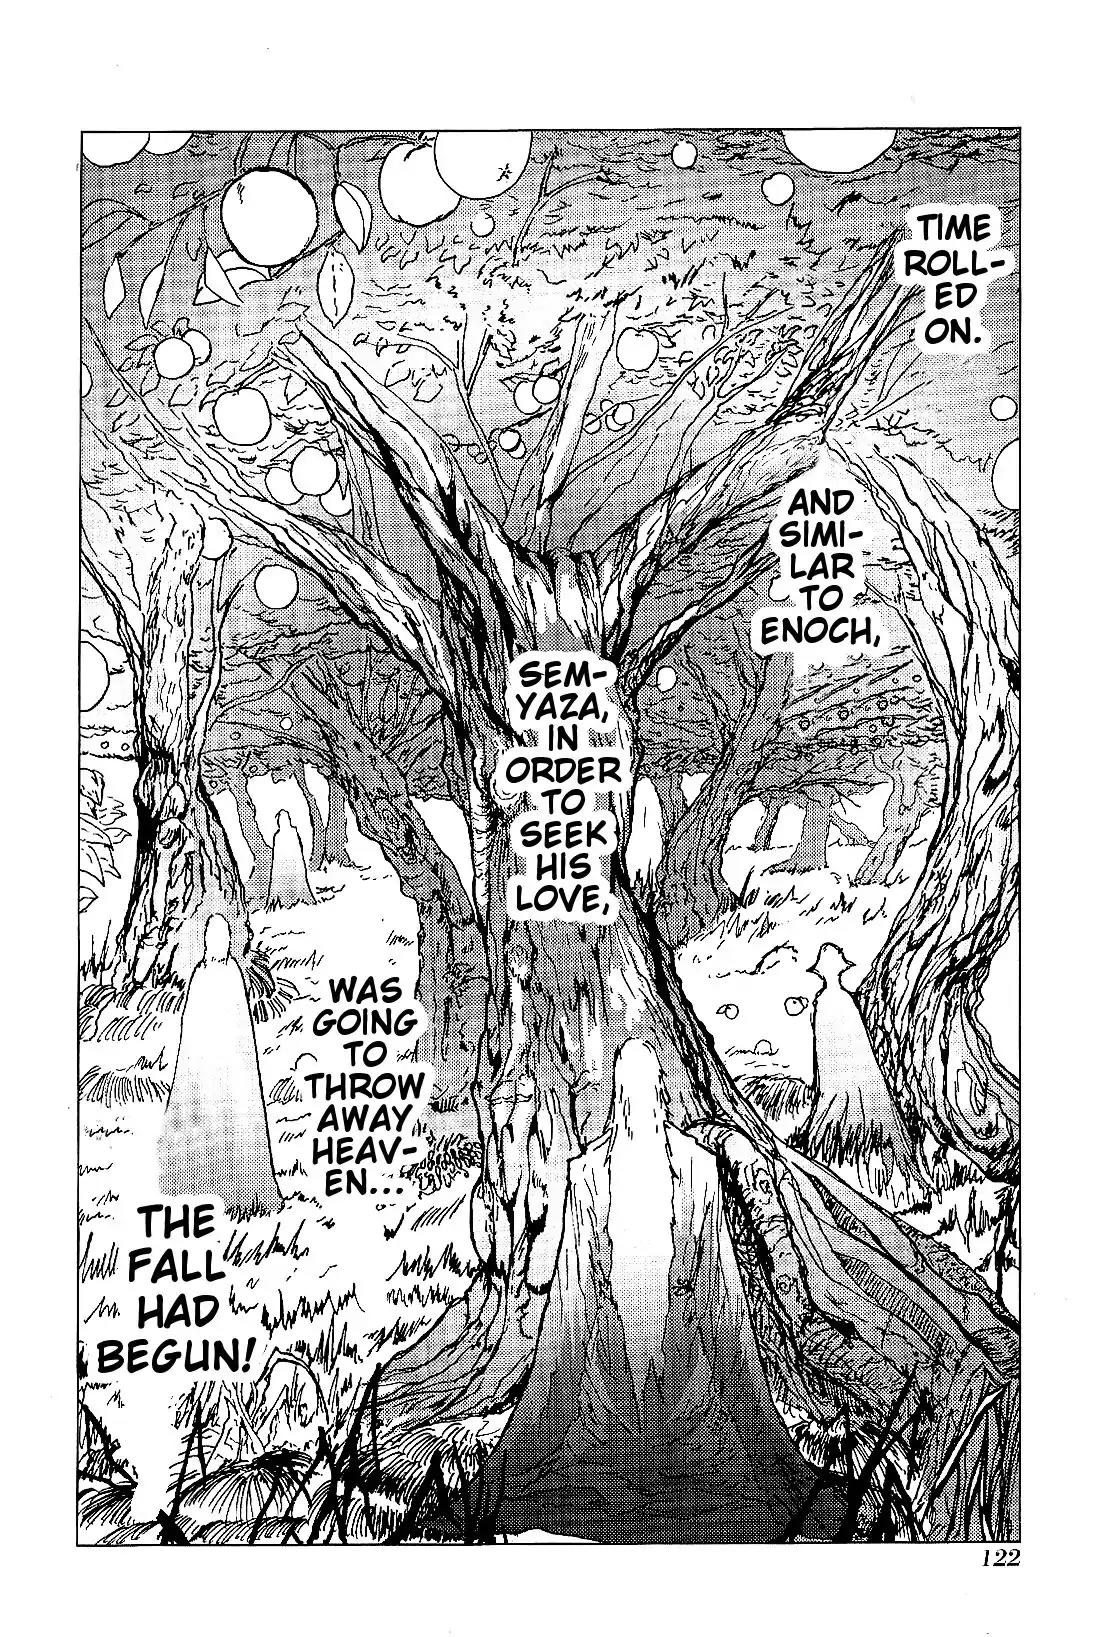 TIME
ROLL-
ED
ON.
AND
SIMI-
LAR
TO
ENOCH,
SEM-
YAZA,
IN
ORDER
TO
SEEK
HIS
LOVE,
WAS
GOING
TO
THROW
AWAY
HEAV-
EN...
THE
FALL
HAD
BEGUN!
122